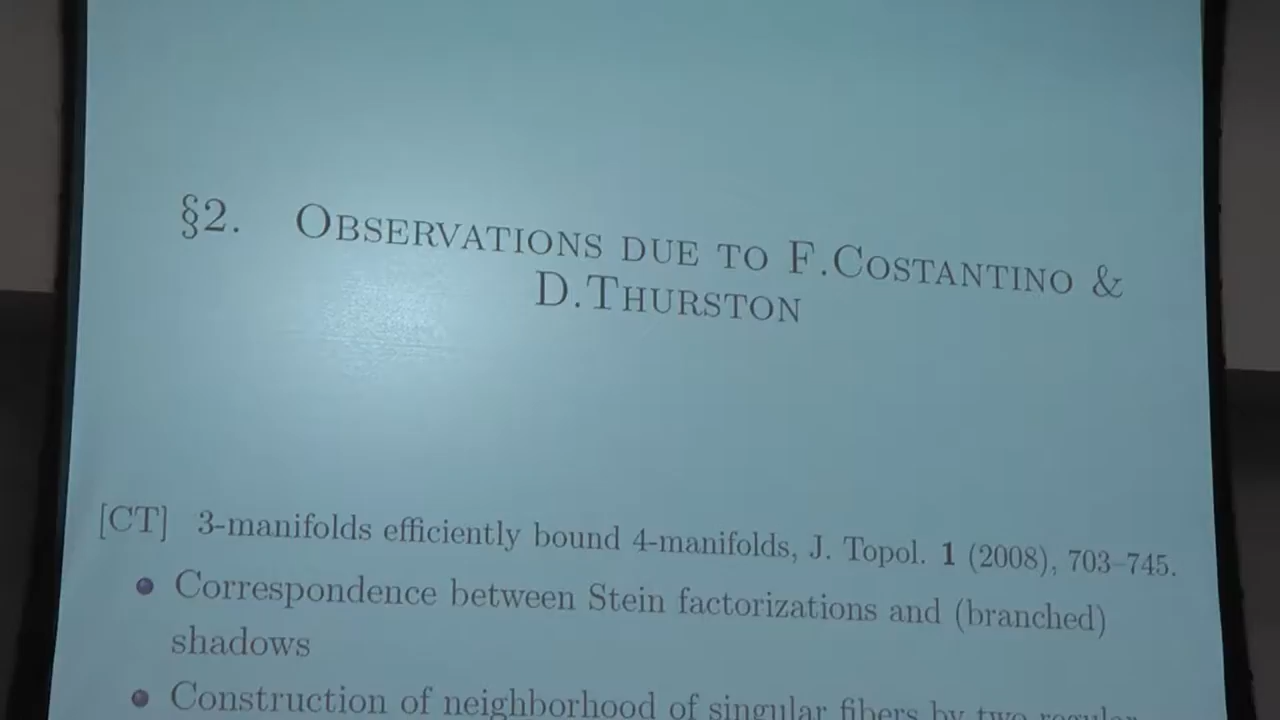 §2. Observations due to F.Costantino &
D.Thurston
[CT] 3-manifolds efficiently bound 4-manifolds, J. Topol. 1 (2008), 703–745.
• Correspondence between Stein factorizations and (branched)
shadows
• Construction of neighborhood of singular fibers by two regular